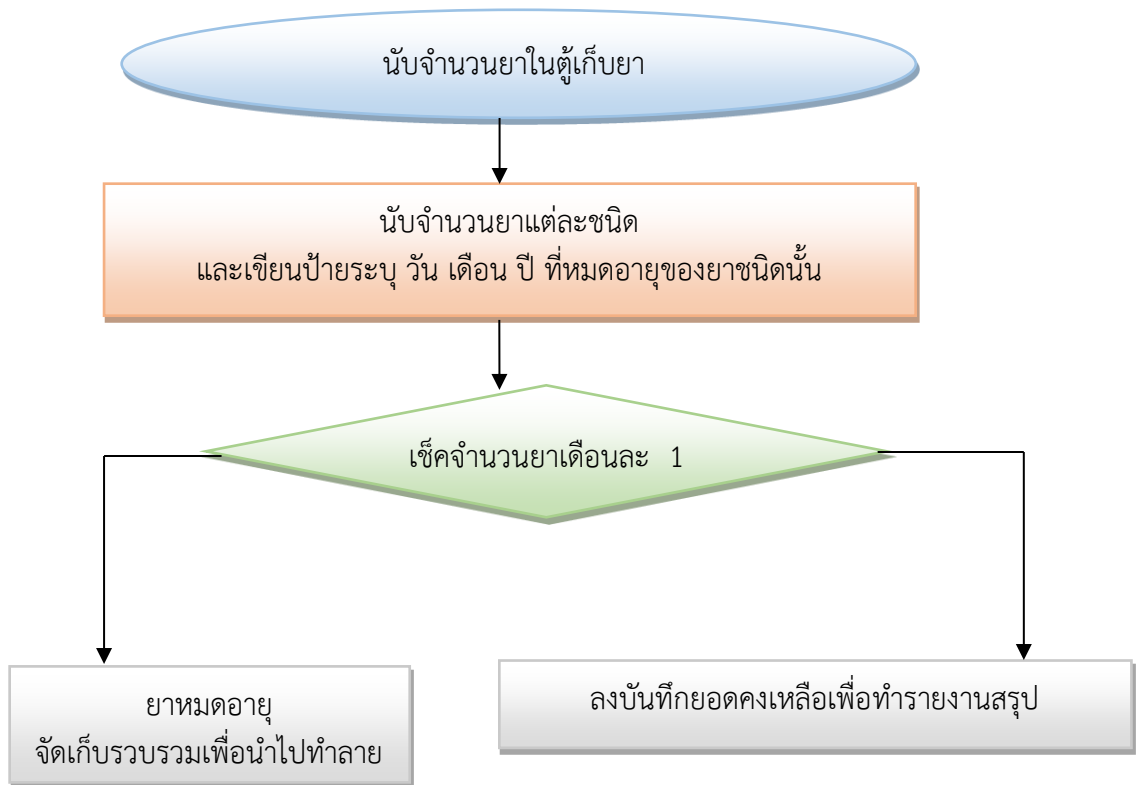 นับจำนวนยาในตู้เก็บยา
นับจำนวนยาแต่ละชนิด
และเขียนป้ายระบุ วัน เดือน ปี ที่หมดอายุของยาชนิดนั้น
เช็คจำนวนยาเดือนละ 1
ยาหมดอายุ
จัดเก็บรวบรวมเพื่อนำไปทำลาย
ลงบันทึกยอดคงเหลือเพื่อทำรายงานสรุป